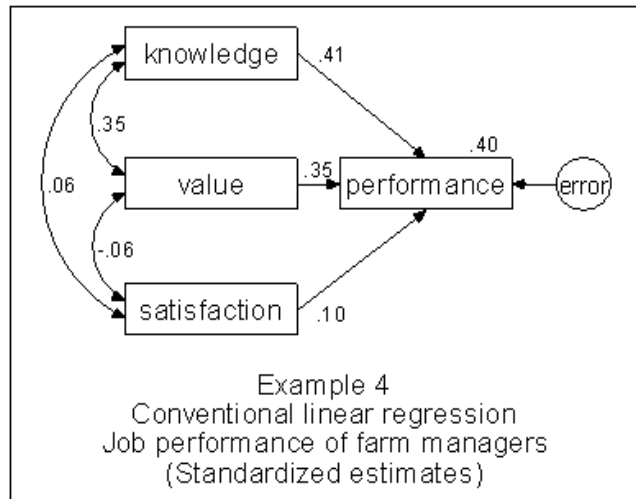 knowledge
.41
.35
.40
value
.35
performance
error
.06
-.06
satisfaction
.10
Example 4
Conventional linear regression
Job performance of farm managers
(Standardized estimates)